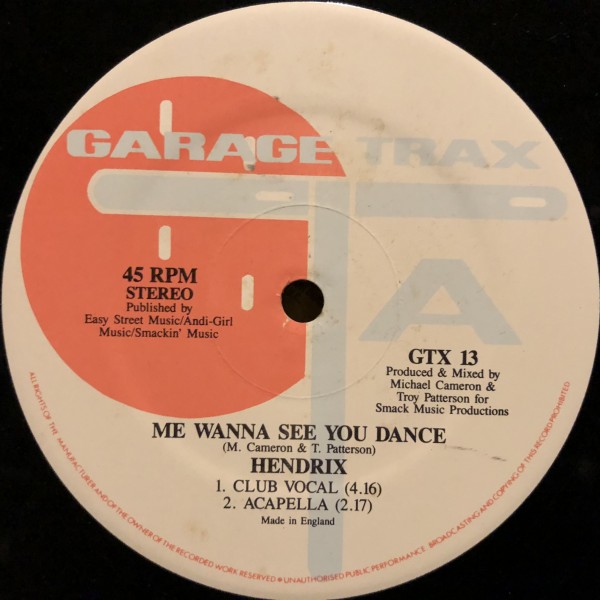 GARAGE TRAX
A
45 RPM
STEREO
Published by
Easy Street Music/Andi-Girl
Music/Smackin' Music
GTX 13
Produced & Mixed by
Michael Cameron &
Troy Patterson for
Smack Music Productions
ME WANNA SEE YOU DANCE
(M. Cameron & T. Patterson)
HENDRIX
1. CLUB VOCAL (4.16)
2. ACAPELLA (2.17)
Made in England
ALL RIGHTS OF THE MANUFACTURER AND OF THE OWNER OF THE RECORDED WORK RESERVED • UNAUTHORISED PUBLIC PERFORMANCE BROADCASTING AND COPYING OF THIS RECORD PROHIBITED